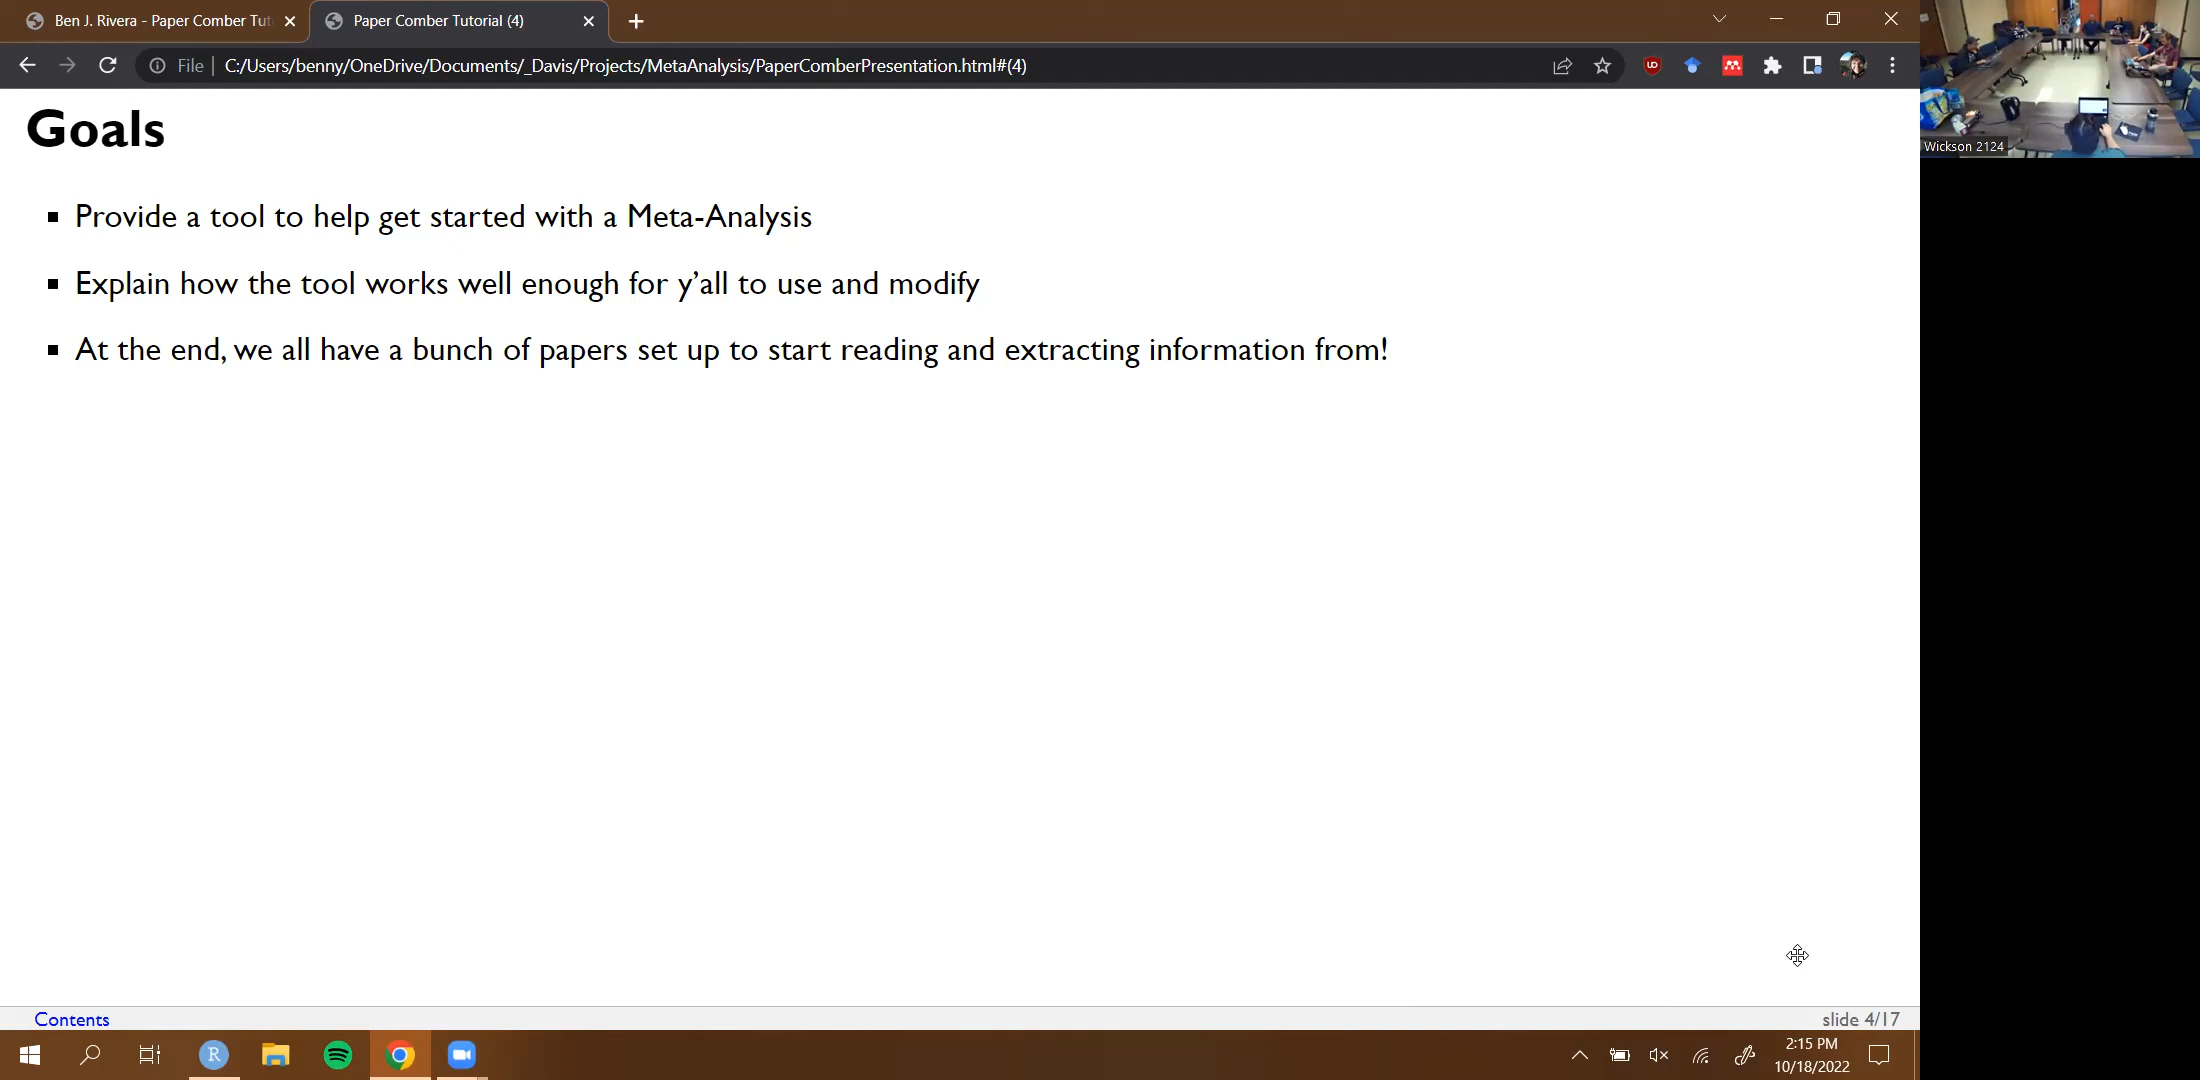 Ben J. Rivera - Paper Comber Tut
Paper Comber Tutorial (4)
File
C:/Users/benny/OneDrive/Documents/_Davis/Projects/MetaAnalysis/PaperComberPresentation.html#(4)
Wickson 2124
Goals
Provide a tool to help get started with a Meta-Analysis
Explain how the tool works well enough for y’all to use and modify
At the end, we all have a bunch of papers set up to start reading and extracting information from!
Contents
slide 4/17
R
2:15 PM
10/18/2022